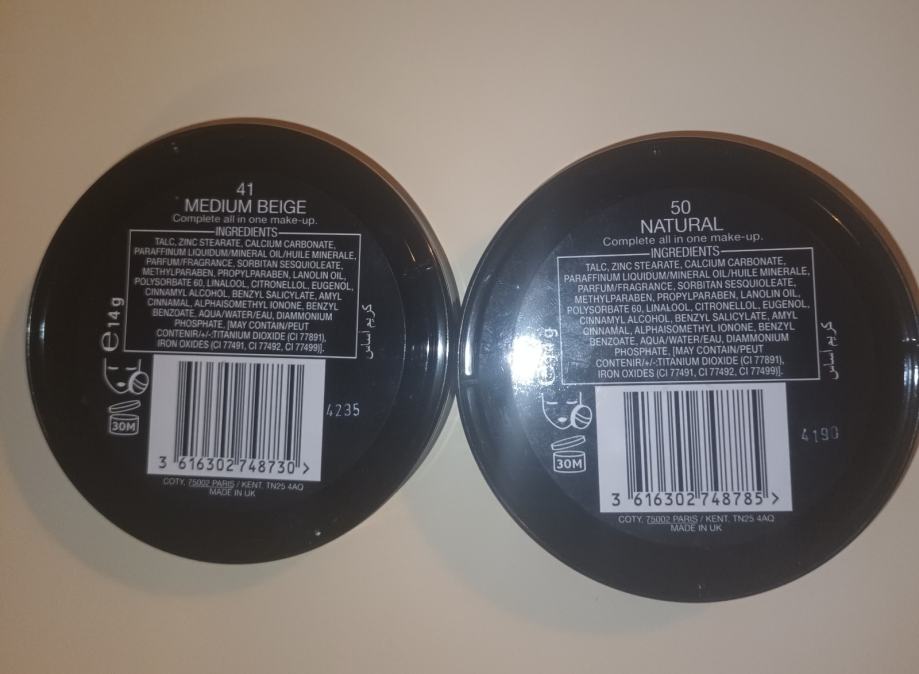 41
MEDIUM BEIGE
Complete all in one make-up.
INGREDIENTS
TALC, ZINC STEARATE, CALCIUM CARBONATE,
PARAFFINUM LIQUIDUM/MINERAL OIL/HUILE MINERALE,
PARFUM/FRAGRANCE, SORBITAN SESQUIOLEATE,
METHYLPARABEN, PROPYLPARABEN, LANOLIN OIL,
POLYSORBATE 60, LINALOOL, CITRONELLOL, EUGENOL,
CINNAMYL ALCOHOL, BENZYL SALICYLATE, AMYL
CINNAMAL, ALPHAISOMETHYL IONONE, BENZYL
BENZOATE, AQUA/WATER/EAU, DIAMMONIUM
PHOSPHATE, [MAY CONTAIN/PEUT
CONTENIR/+/-:TITANIUM DIOXIDE (CI 77891),
IRON OXIDES (CI 77491, CI 77492, CI 77499)].
e 14 g
كريم اساس
30M
4235
3 616302 748730 >
COTY, 75002 PARIS / KENT, TN25 4AQ
MADE IN UK
50
NATURAL
Complete all in one make-up.
INGREDIENTS
TALC, ZINC STEARATE, CALCIUM CARBONATE,
PARAFFINUM LIQUIDUM/MINERAL OIL/HUILE MINERALE,
PARFUM/FRAGRANCE, SORBITAN SESQUIOLEATE,
METHYLPARABEN, PROPYLPARABEN, LANOLIN OIL,
POLYSORBATE 60, LINALOOL, CITRONELLOL, EUGENOL,
CINNAMYL ALCOHOL, BENZYL SALICYLATE, AMYL
CINNAMAL, ALPHAISOMETHYL IONONE, BENZYL
BENZOATE, AQUA/WATER/EAU, DIAMMONIUM
PHOSPHATE, [MAY CONTAIN/PEUT
CONTENIR/+/-:TITANIUM DIOXIDE (CI 77891),
IRON OXIDES (CI 77491, CI 77492, CI 77499)].
g
كريم اساس
30M
4190
3 616302 748785 >
COTY, 75002 PARIS / KENT, TN25 4AQ
MADE IN UK